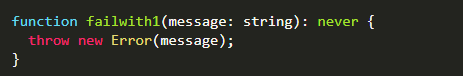 function failwith1(message: string): never {
  throw new Error(message);
}